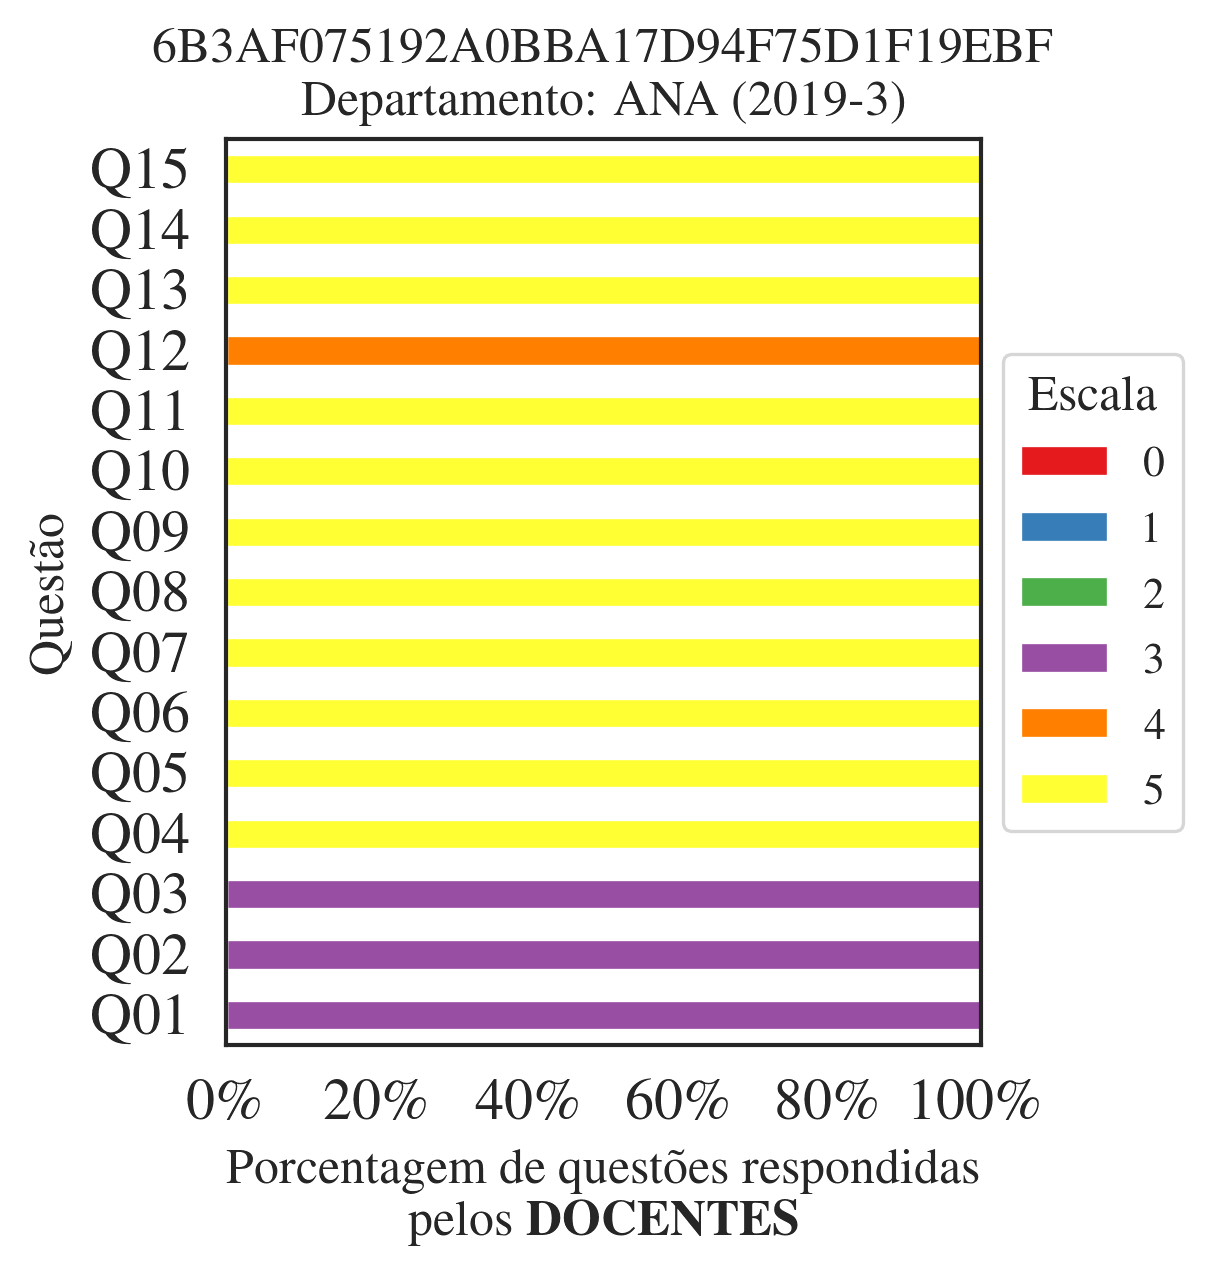 6B3AF075192A0BBA17D94F75D1F19EBF
Departamento: ANA (2019-3)
Q15
Q14
Q13
Q12
Q11
Q10
Q09
Q08
Q07
Q06
Q05
Q04
Q03
Q02
Q01
Questão
Escala
0
1
2
3
4
5
0% 20% 40% 60% 80% 100%
Porcentagem de questões respondidas
pelos DOCENTES